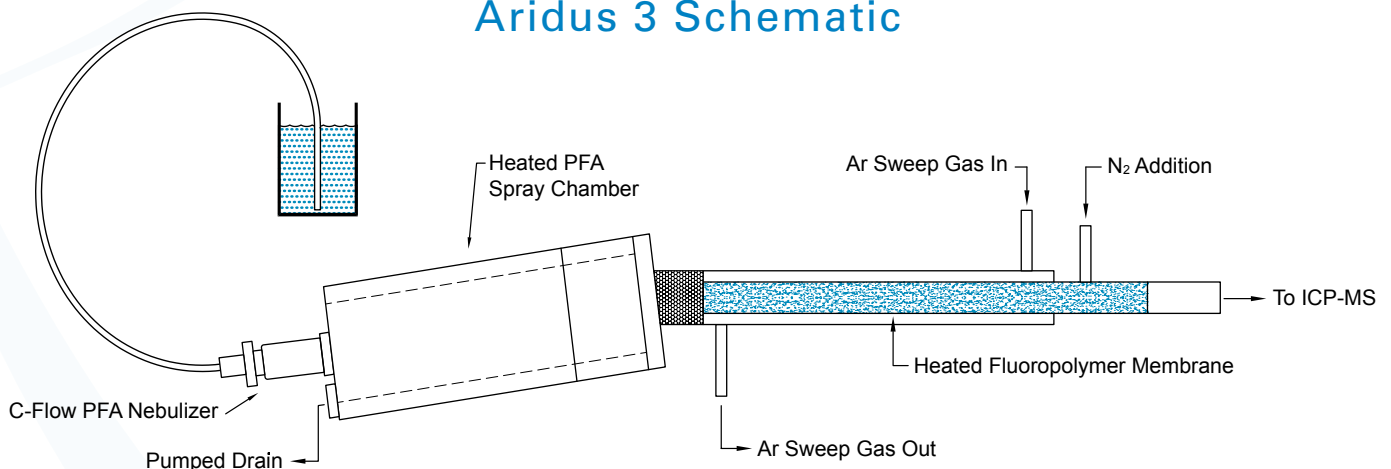 Aridus 3 Schematic
Heated PFA
Spray Chamber
Ar Sweep Gas In
N₂ Addition
To ICP-MS
Heated Fluoropolymer Membrane
C-Flow PFA Nebulizer
Ar Sweep Gas Out
Pumped Drain